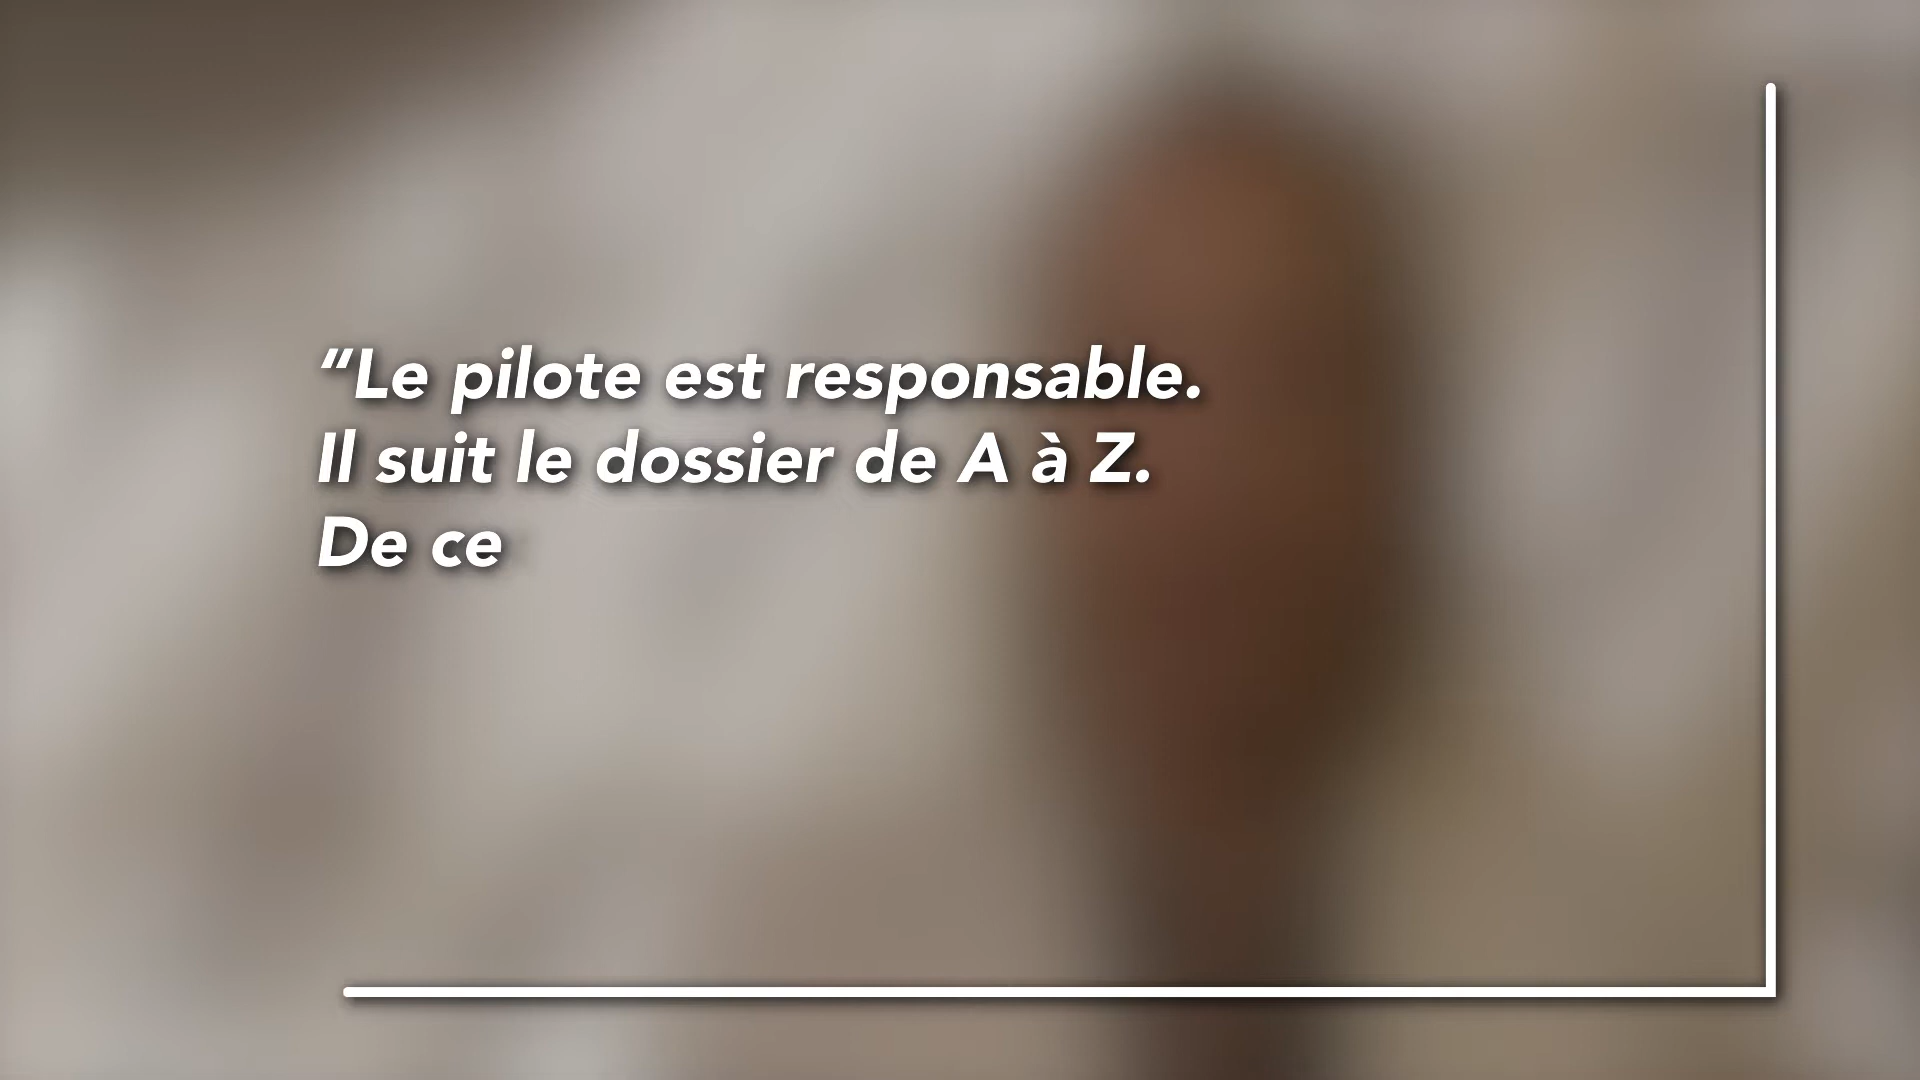 “Le pilote est responsable.
Il suit le dossier de A à Z.
De ce